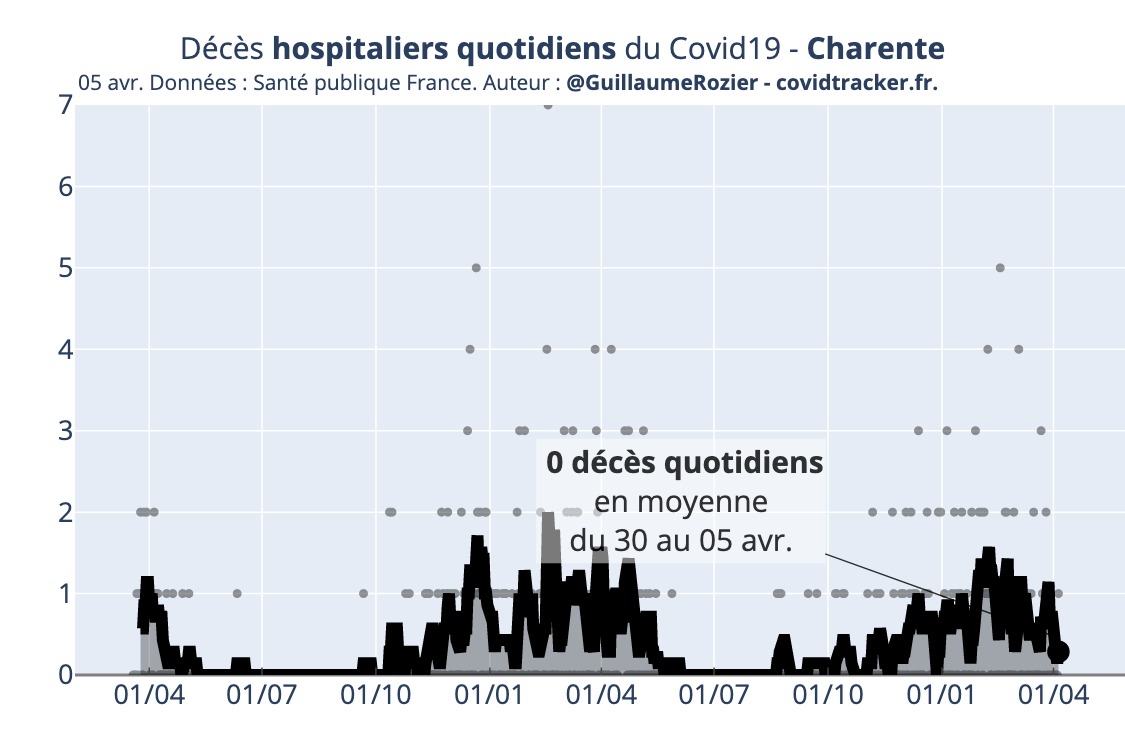 Décès hospitaliers quotidiens du Covid19 - Charente
05 avr. Données : Santé publique France. Auteur : @GuillaumeRozier - covidtracker.fr.
7
6
5
4
3
2
1
0
0 décès quotidiens
en moyenne
du 30 au 05 avr.
01/04 01/07 01/10 01/01 01/04 01/07 01/10 01/01 01/04